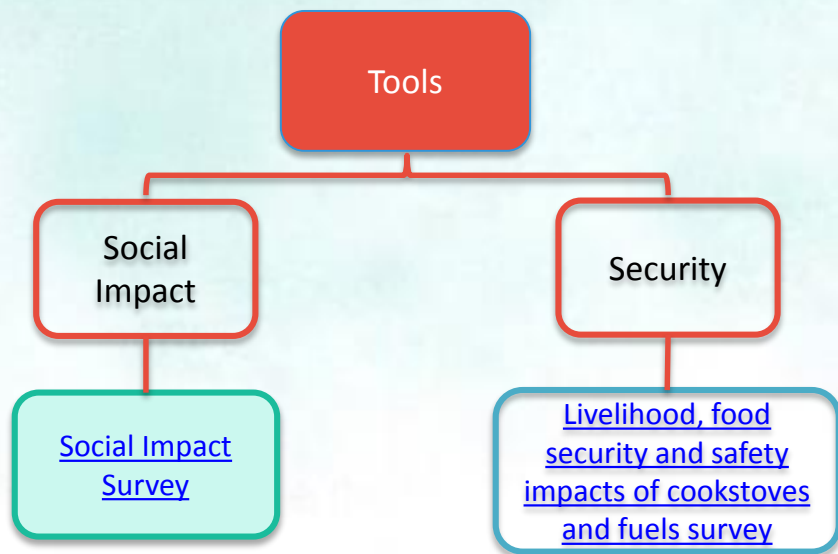 Tools
Social
Impact
Security
Social Impact
Survey
Livelihood, food
security and safety
impacts of cookstoves
and fuels survey